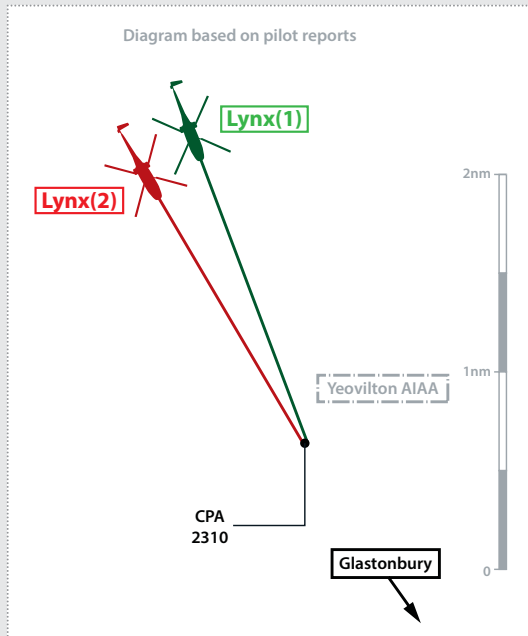 Diagram based on pilot reports
Lynx(1)
2nm
Lynx(2)
1nm
Yeovilton AIAA
CPA
2310
Glastonbury
0